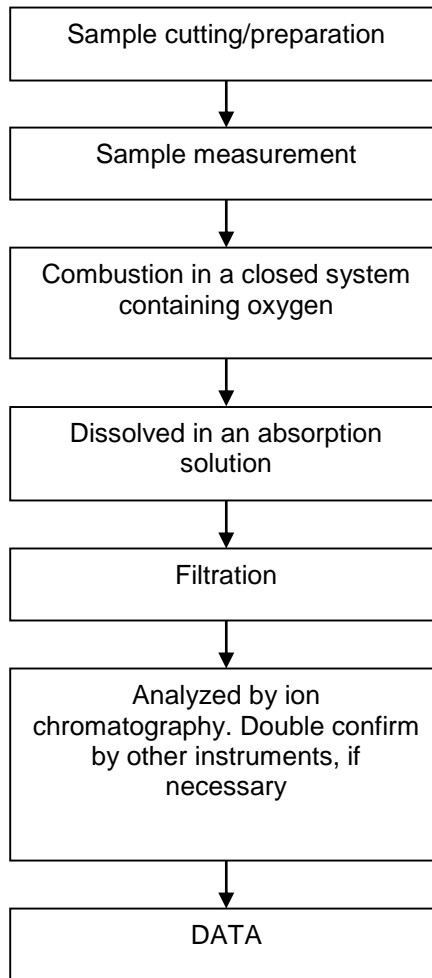 Sample cutting/preparation
Sample measurement
Combustion in a closed system
containing oxygen
Dissolved in an absorption
solution
Filtration
Analyzed by ion
chromatography. Double confirm
by other instruments, if
necessary
DATA